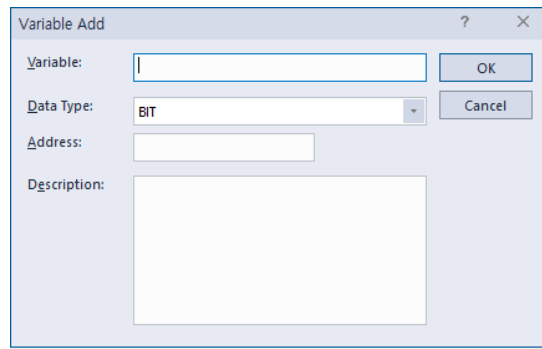 Variable Add ?
Variable: OK
Data Type: BIT Cancel
Address:
Description: